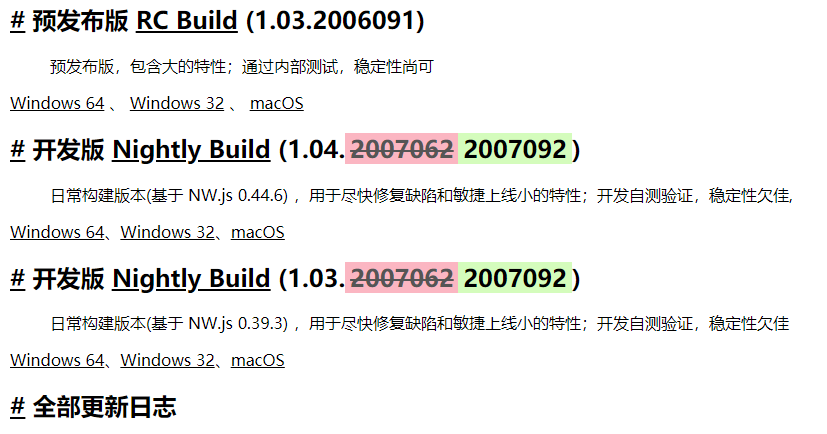 # 预发布版 RC Build (1.03.2006091)
预发布版，包含大的特性；通过内部测试，稳定性尚可
Windows 64 、 Windows 32 、 macOS
# 开发版 Nightly Build (1.04.2007062 2007092)
日常构建版本(基于 NW.js 0.44.6) ，用于尽快修复缺陷和敏捷上线小的特性；开发自测验证，稳定性欠佳,
Windows 64、Windows 32、macOS
# 开发版 Nightly Build (1.03.2007062 2007092)
日常构建版本(基于 NW.js 0.39.3) ，用于尽快修复缺陷和敏捷上线小的特性；开发自测验证，稳定性欠佳
Windows 64、Windows 32、macOS
# 全部更新日志